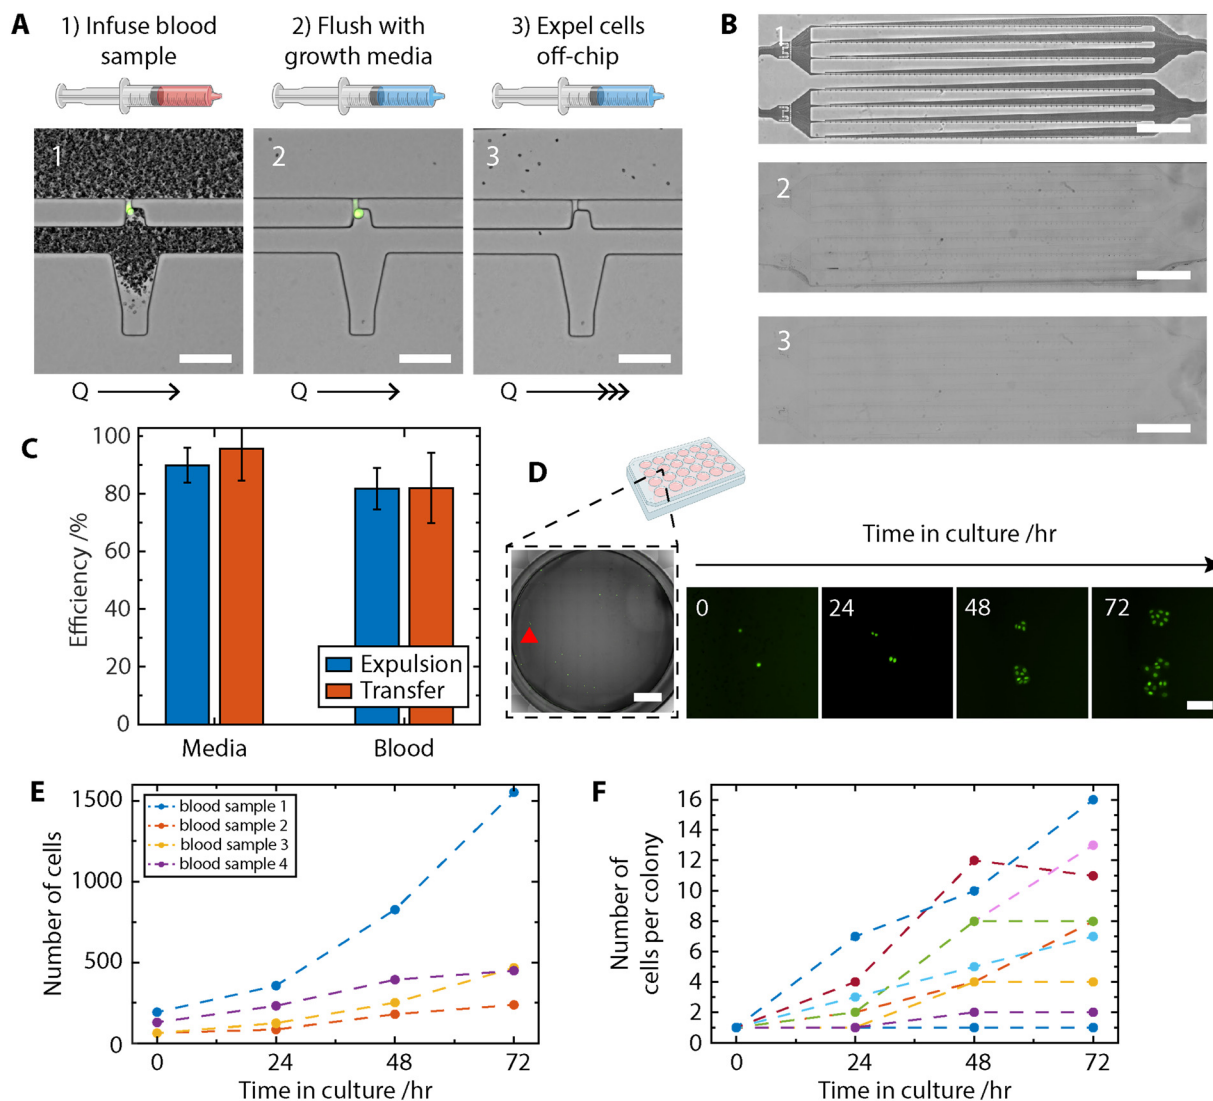 A
1) Infuse blood
sample
2) Flush with
growth media
3) Expel cells
off-chip
1
2
3
Q
Q
Q
B
1
2
3
C
Efficiency /%
100
80
60
40
20
0
Expulsion
Transfer
Media
Blood
D
Time in culture /hr
0
24
48
72
E
Number of cells
1500
1000
500
0
blood sample 1
blood sample 2
blood sample 3
blood sample 4
0
24
48
72
Time in culture /hr
F
Number of
cells per colony
16
14
12
10
8
6
4
2
0
0
24
48
72
Time in culture /hr